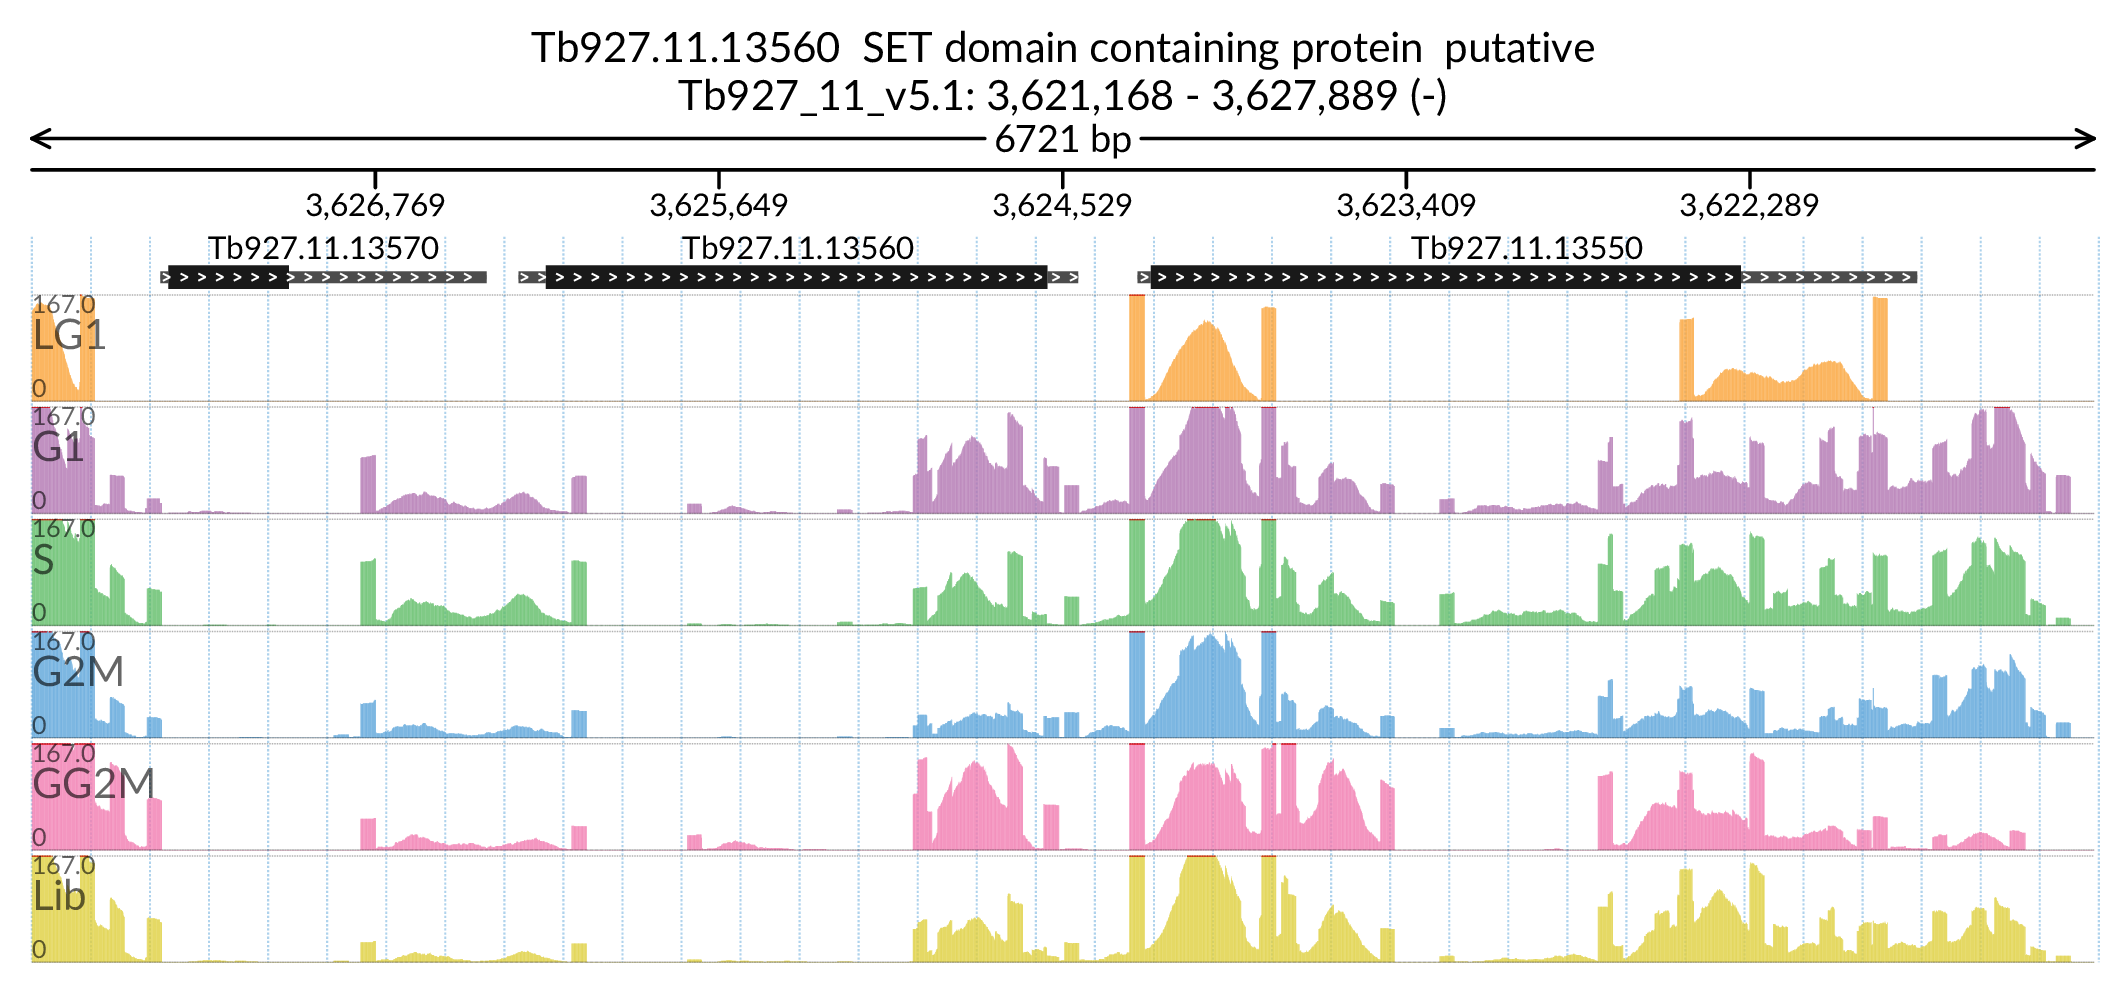 Tb927.11.13560 SET domain containing protein putative
Tb927_11_v5.1: 3,621,168 - 3,627,889 (-)
6721 bp
3,626,769 3,625,649 3,624,529 3,623,409 3,622,289
Tb927.11.13570 Tb927.11.13560 Tb927.11.13550
167.0
LG1
0
167.0
G1
0
167.0
S
0
167.0
G2M
0
167.0
GG2M
0
167.0
Lib
0